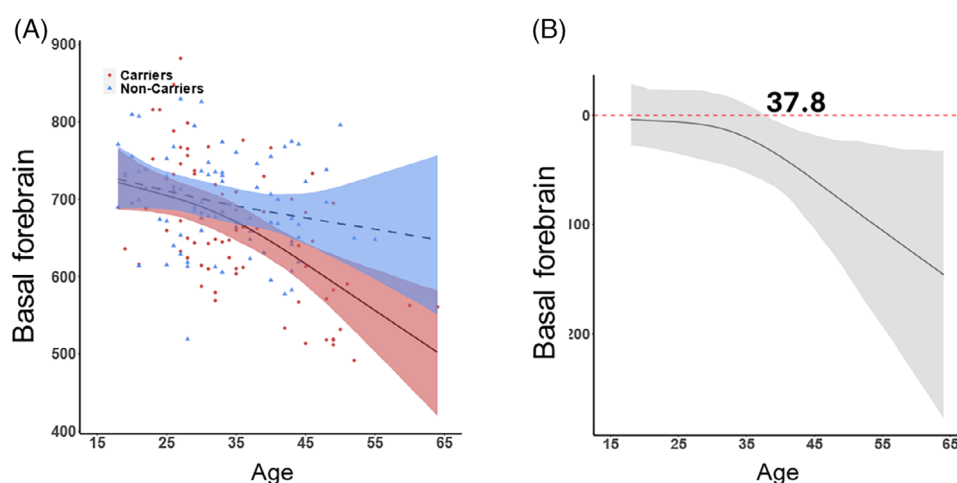 (A)
Basal forebrain
900
800
700
600
500
400
Carriers
Non-Carriers
15 25 35 45 55 65
Age
(B)
Basal forebrain
0
100
200
37.8
15 25 35 45 55 65
Age